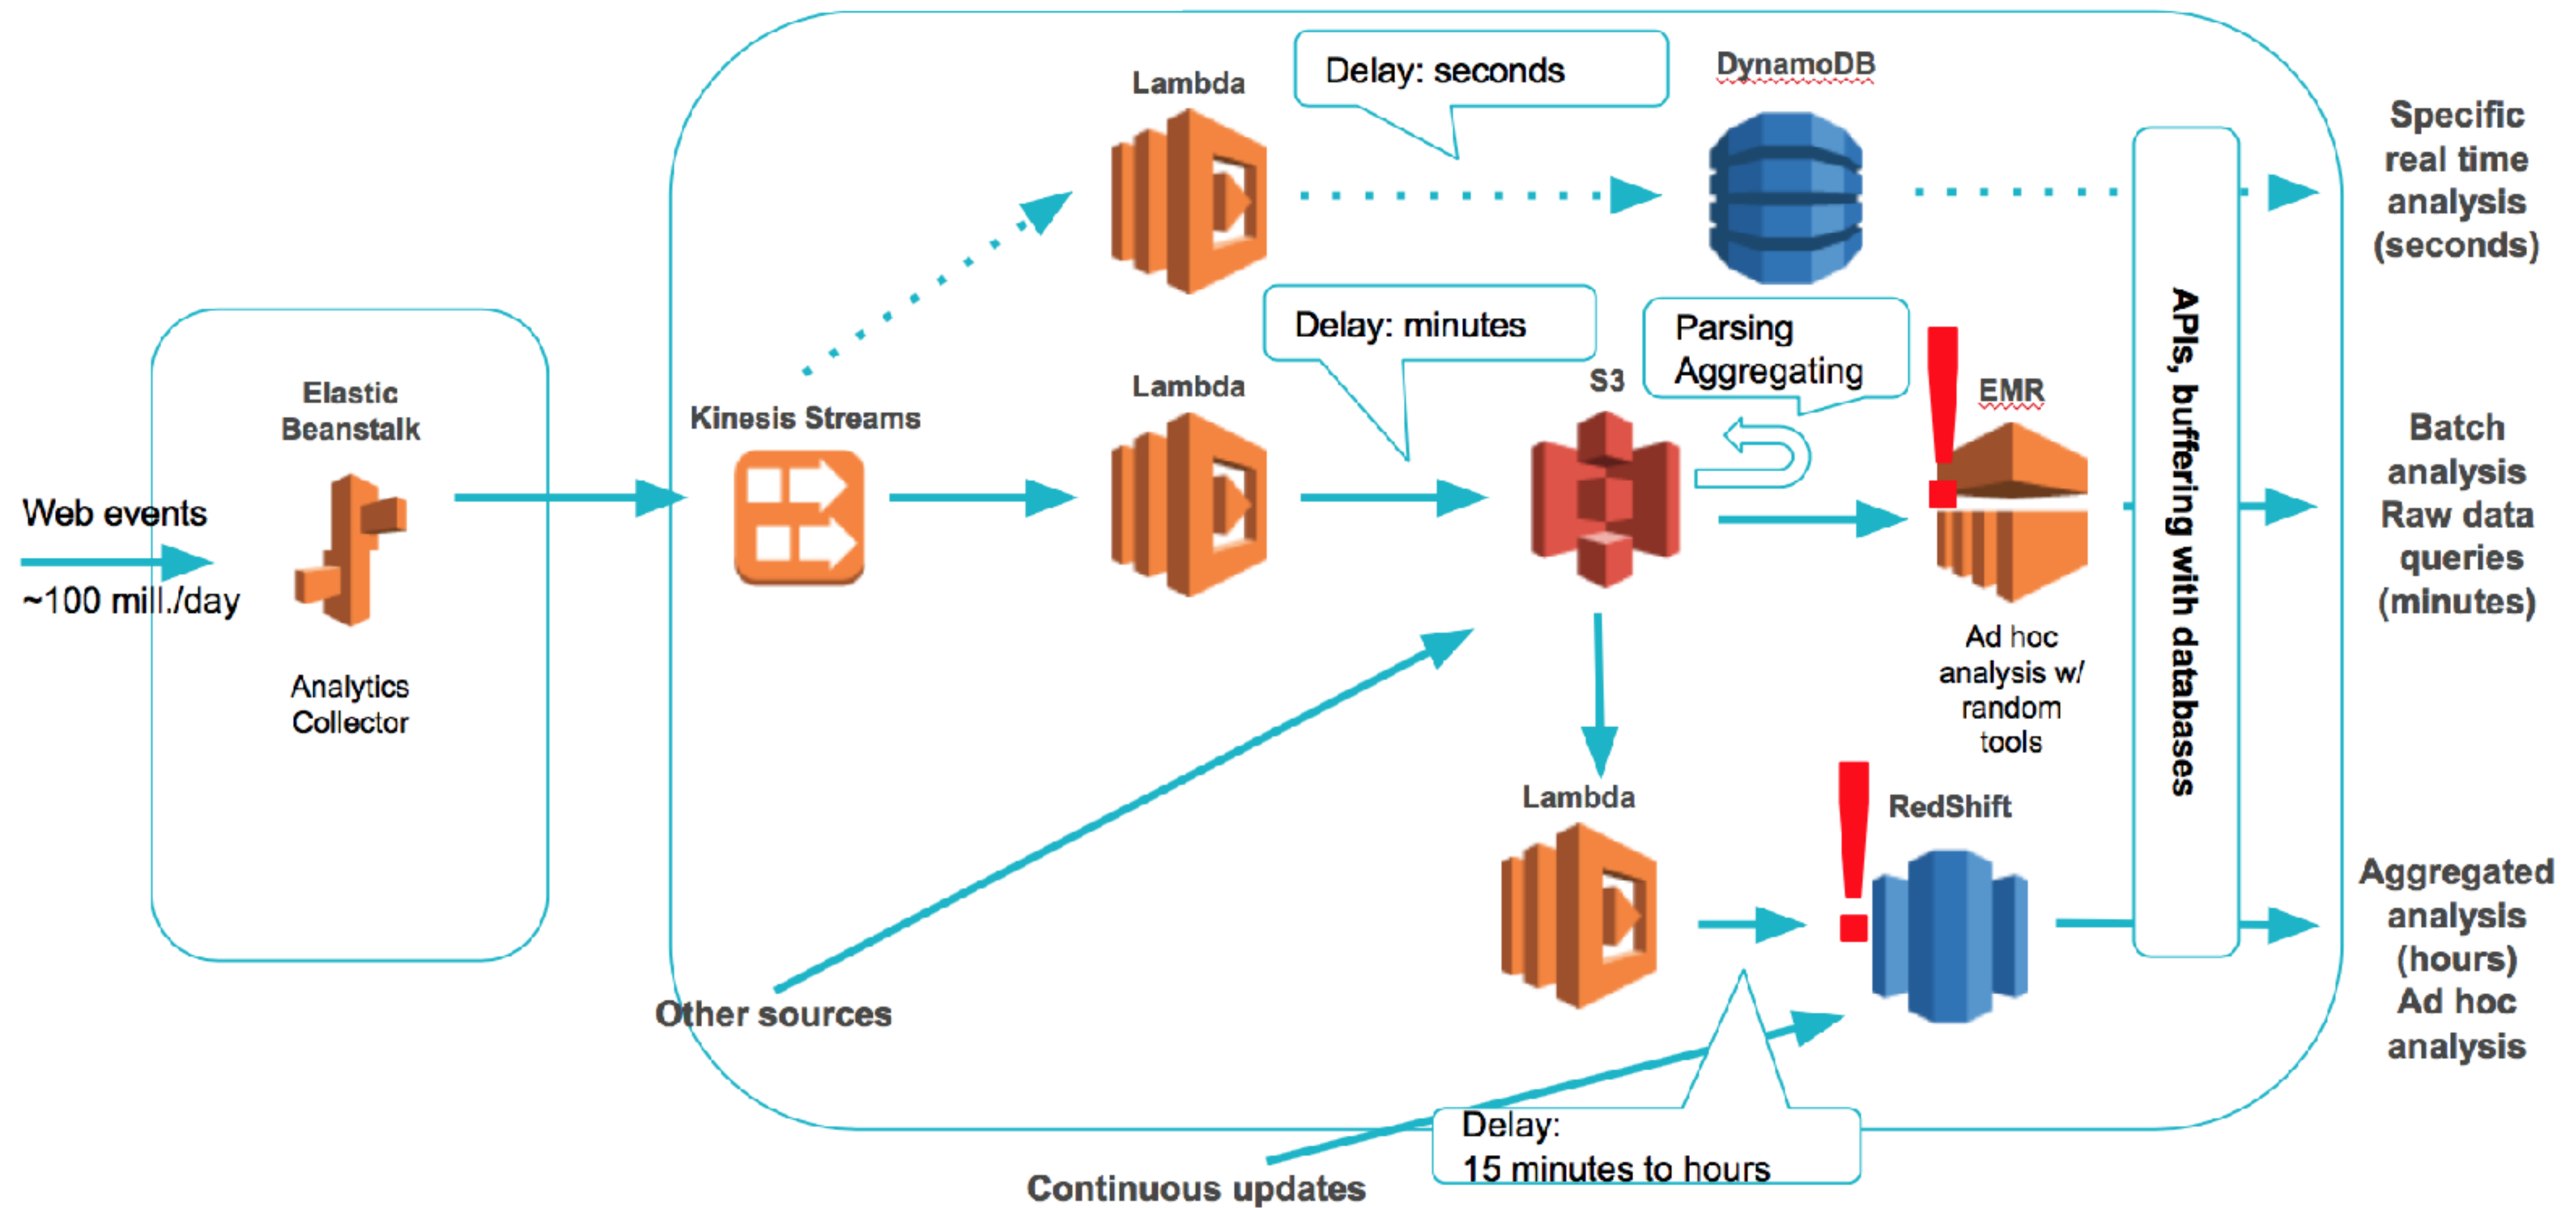 Web events
~100 mill./day
Elastic
Beanstalk
Analytics
Collector
Kinesis Streams
Lambda
Delay: seconds
DynamoDB
Lambda
Delay: minutes
S3
Parsing
Aggregating
EMR
Ad hoc
analysis w/
random
tools
Other sources
Lambda
RedShift
Continuous updates
Delay:
15 minutes to hours
APIs, buffering with databases
Specific
real time
analysis
(seconds)
Batch
analysis
Raw data
queries
(minutes)
Aggregated
analysis
(hours)
Ad hoc
analysis